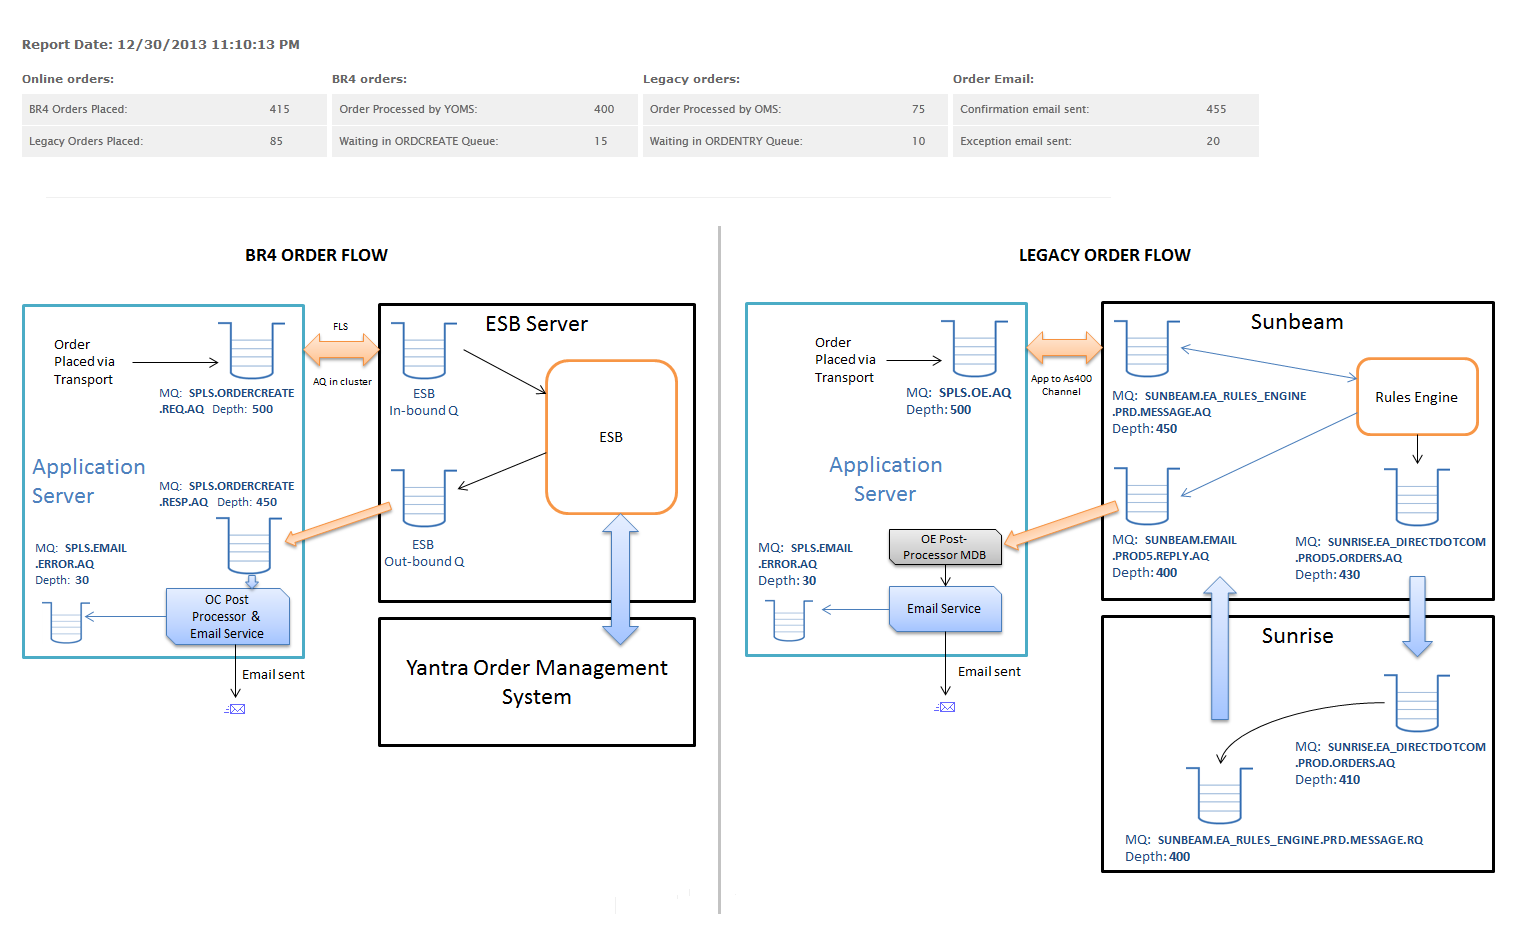 Report Date: 12/30/2013 11:10:13 PM
Online orders:
BR4 Orders Placed: 415
Legacy Orders Placed: 85
BR4 orders:
Order Processed by YOMS: 400
Waiting in ORDCREATE Queue: 15
Legacy orders:
Order Processed by OMS: 75
Waiting in ORDENTRY Queue: 10
Order Email:
Confirmation email sent: 455
Exception email sent: 20
BR4 ORDER FLOW
Order
Placed via
Transport
MQ: SPLS.ORDERCREATE
.REQ.AQ Depth: 500
FLS
AQ in cluster
Application
Server
MQ: SPLS.ORDERCREATE
.RESP.AQ Depth: 450
MQ: SPLS.EMAIL
.ERROR.AQ
Depth: 30
OC Post
Processor &
Email Service
Email sent
ESB Server
ESB
In-bound Q
ESB
ESB
Out-bound Q
Yantra Order Management
System
LEGACY ORDER FLOW
Order
Placed via
Transport
MQ: SPLS.OE.AQ
Depth: 500
App to As400
Channel
Application
Server
OE Post-
Processor MDB
MQ: SPLS.EMAIL
.ERROR.AQ
Depth: 30
Email Service
Email sent
Sunbeam
MQ: SUNBEAM.EA_RULES_ENGINE
.PRD.MESSAGE.AQ
Depth: 450
Rules Engine
MQ: SUNBEAM.EMAIL
.PROD5.REPLY.AQ
Depth: 400
MQ: SUNRISE.EA_DIRECTDOTCOM
.PROD5.ORDERS.AQ
Depth: 430
Sunrise
MQ: SUNRISE.EA_DIRECTDOTCOM
.PROD.ORDERS.AQ
Depth: 410
MQ: SUNBEAM.EA_RULES_ENGINE.PRD.MESSAGE.RQ
Depth: 400